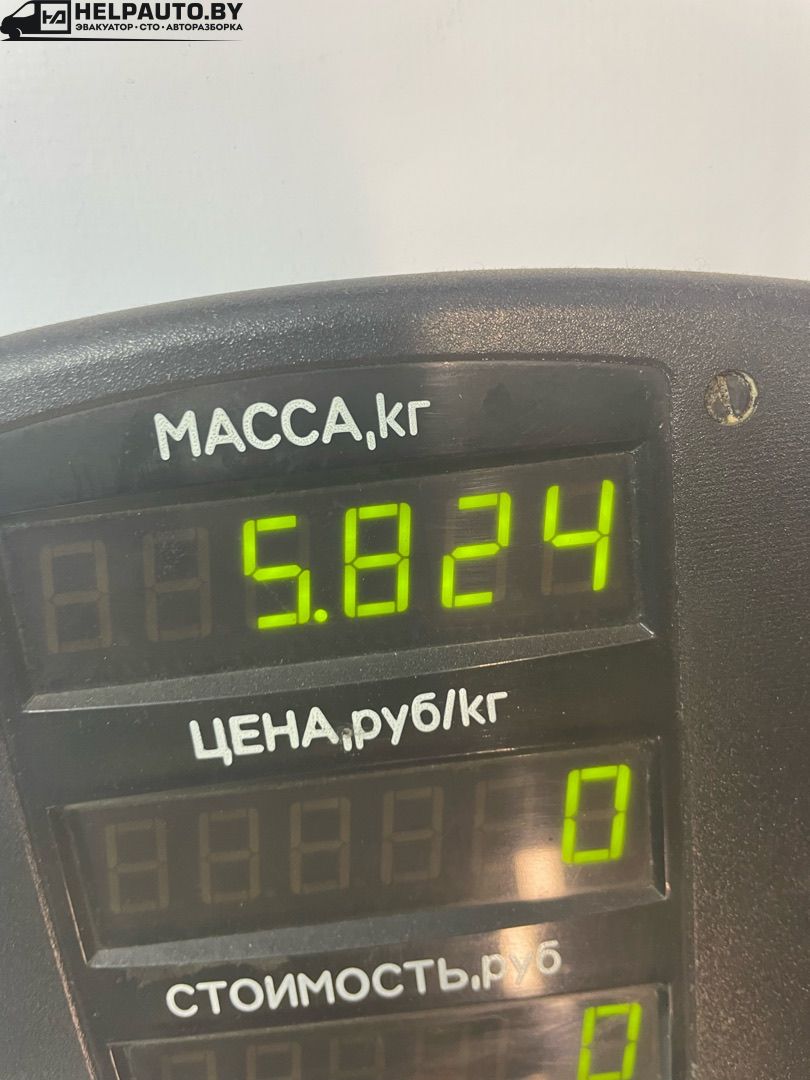 HELPAUTO.BY
ЭВАКУАТОР • СТО • АВТОРАЗБОРКА
МАССА,кг
5.824
ЦЕНА,руб/кг
0
СТОИМОСТЬ,руб
0